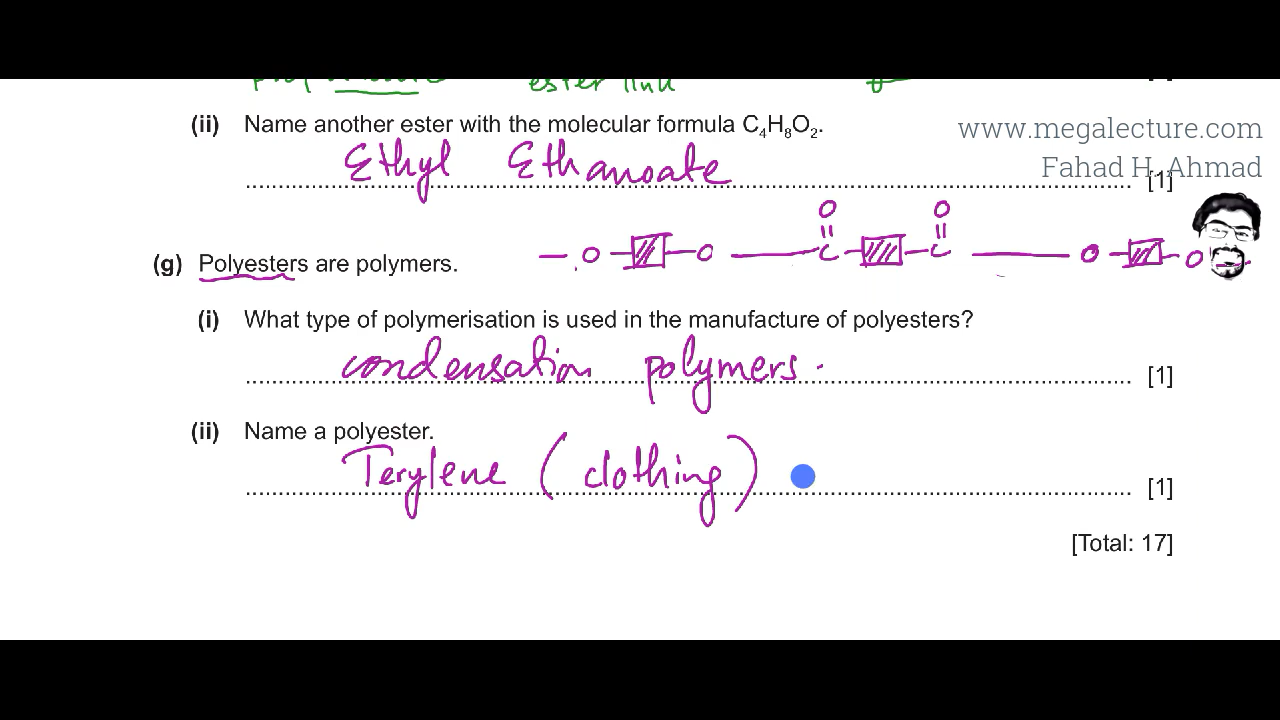 ester link
(ii) Name another ester with the molecular formula C₄H₈O₂.
www.megalecture.com
Ethyl Ethanoate
Fahad H. Ahmad
[1]
O O
— O — — O — C — — C — O — — O
(g) Polyesters are polymers.
(i) What type of polymerisation is used in the manufacture of polyesters?
condensation polymers.
[1]
(ii) Name a polyester.
Terylene (clothing)
[1]
[Total: 17]